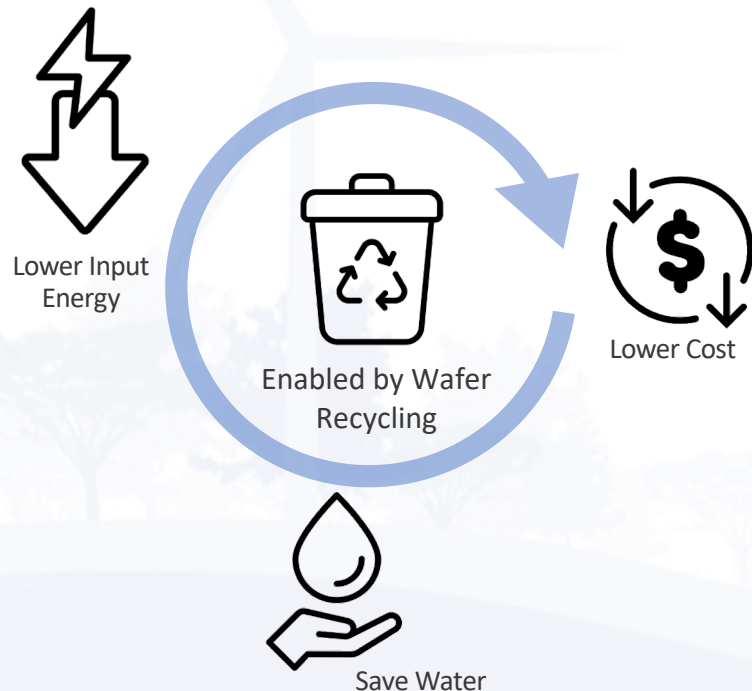 Lower Input
Energy
$
Lower Cost
Enabled by Wafer
Recycling
Save Water